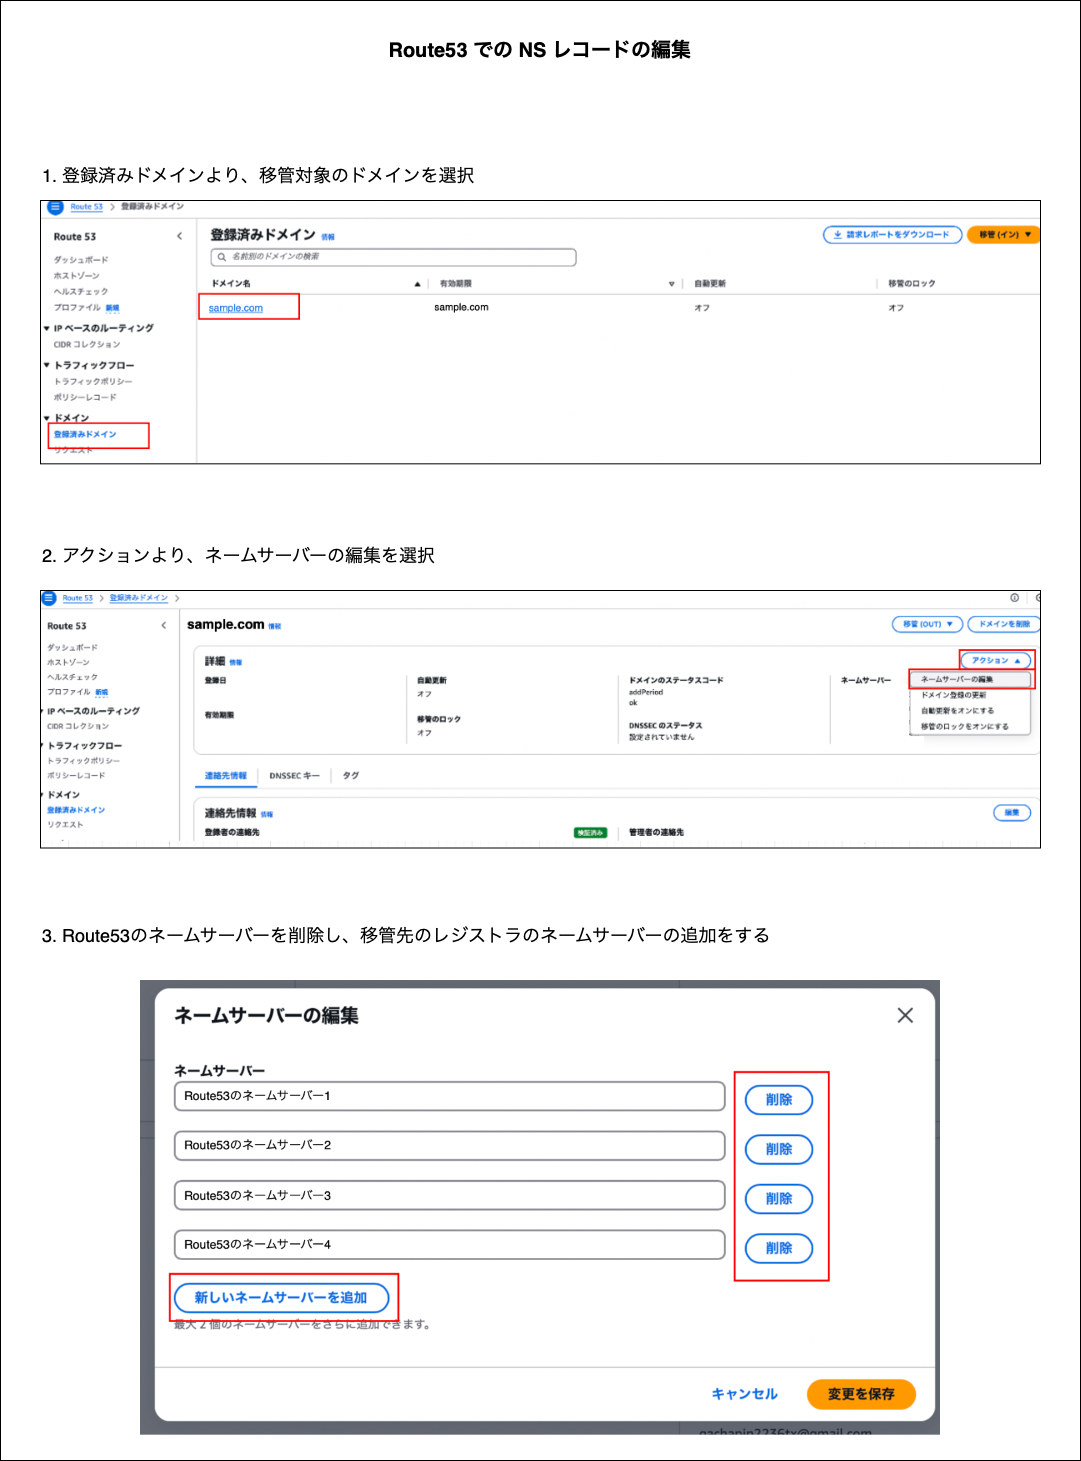 Route53 での NS レコードの編集
1. 登録済みドメインより、移管対象のドメインを選択
Route 53 > 登録済みドメイン
Route 53
ダッシュボード
ホストゾーン
ヘルスチェック
プロファイル 新規
IP ベースのルーティング
CIDR コレクション
トラフィックフロー
トラフィックポリシー
ポリシーレコード
ドメイン
登録済みドメイン
リクエスト
登録済みドメイン 情報
請求レポートをダウンロード
移管 (イン) ▼
名前別のドメインの検索
ドメイン名 ▲ 有効期限 ▽ 自動更新 移管のロック
sample.com sample.com オフ オフ
2. アクションより、ネームサーバーの編集を選択
Route 53 > 登録済みドメイン >
Route 53
ダッシュボード
ホストゾーン
ヘルスチェック
プロファイル 新規
IP ベースのルーティング
CIDR コレクション
トラフィックフロー
トラフィックポリシー
ポリシーレコード
ドメイン
登録済みドメイン
リクエスト
sample.com 情報
移管 (OUT) ▼
ドメインを削除
詳細 情報
アクション ▲
ネームサーバーの編集
ドメイン登録の更新
自動更新をオンにする
移管のロックをオンにする
登録日
有効期限
自動更新
オフ
移管のロック
オフ
ドメインのステータスコード
addPeriod
ok
DNSSEC のステータス
設定されていません
ネームサーバー
連絡先情報 DNSSEC キー タグ
連絡先情報 情報
編集
登録者の連絡先 検証済み 管理者の連絡先
3. Route53のネームサーバーを削除し、移管先のレジストラのネームサーバーの追加をする
ネームサーバーの編集
ネームサーバー
Route53のネームサーバー1 削除
Route53のネームサーバー2 削除
Route53のネームサーバー3 削除
Route53のネームサーバー4 削除
新しいネームサーバーを追加
最大 2 個のネームサーバーをさらに追加できます。
キャンセル 変更を保存